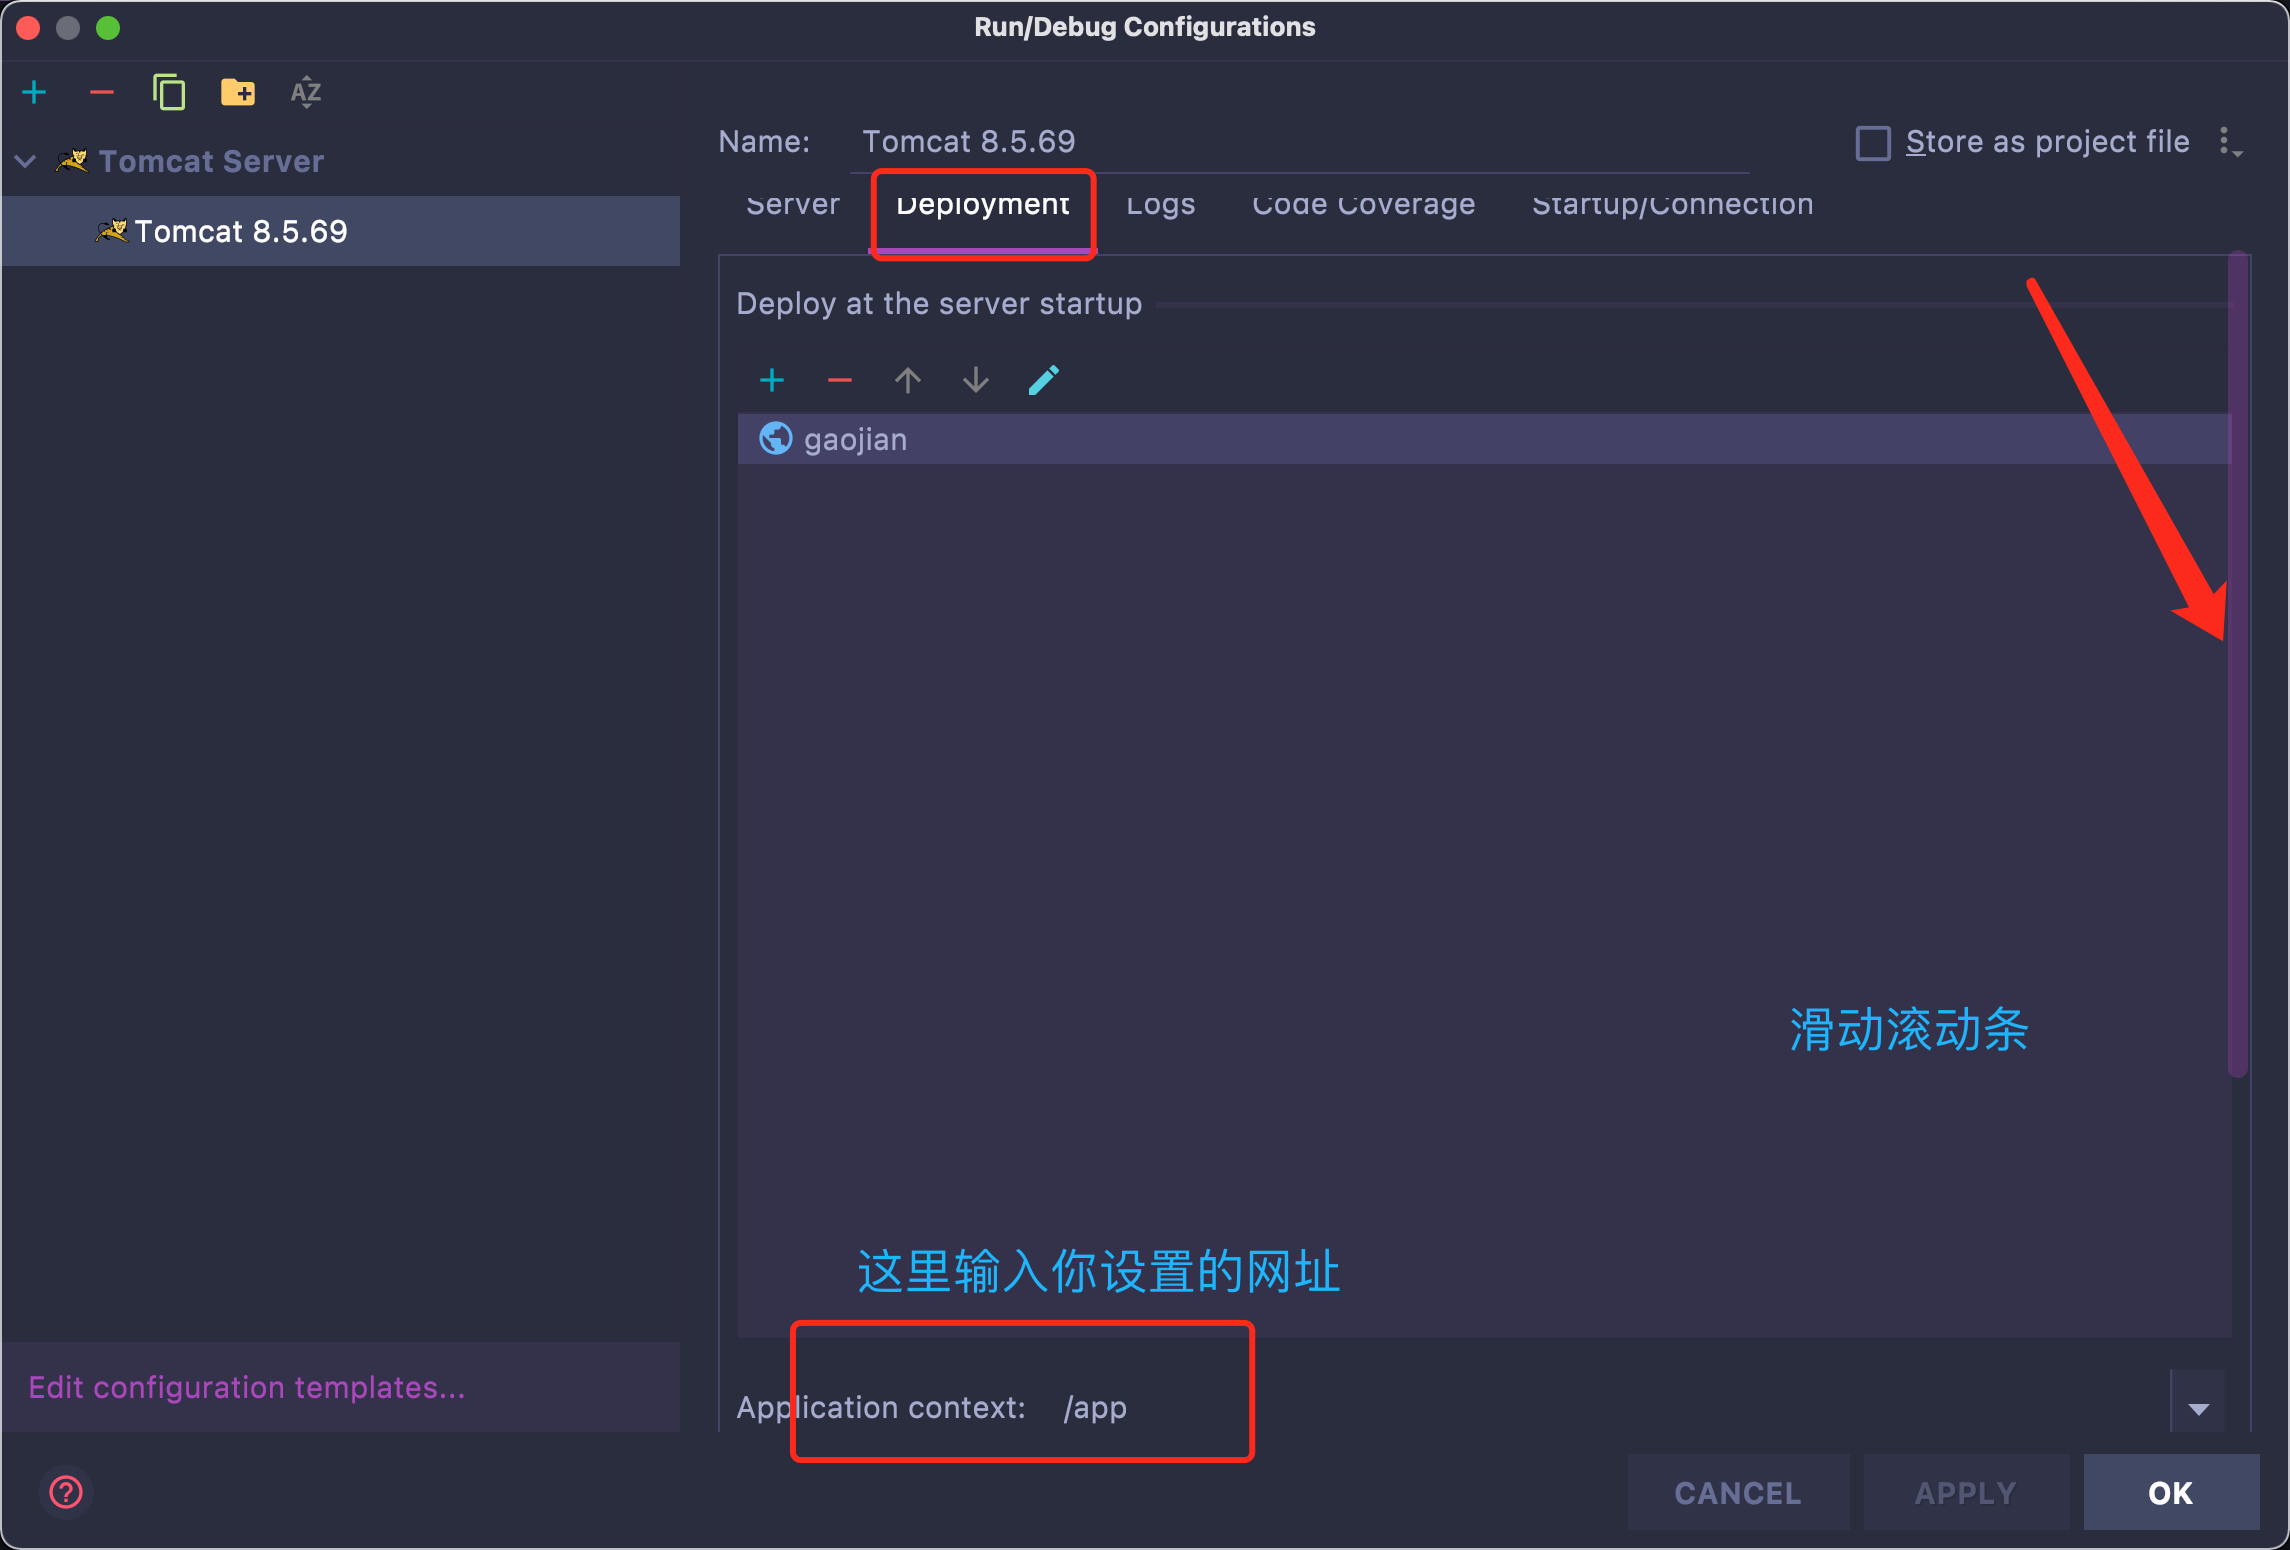 Run/Debug Configurations
AZ
Tomcat Server
Tomcat 8.5.69
Name: Tomcat 8.5.69
Store as project file
Server Deployment Logs Code Coverage Startup/Connection
Deploy at the server startup
gaojian
滑动滚动条
这里输入你设置的网址
Application context: /app
Edit configuration templates...
?
CANCEL APPLY OK